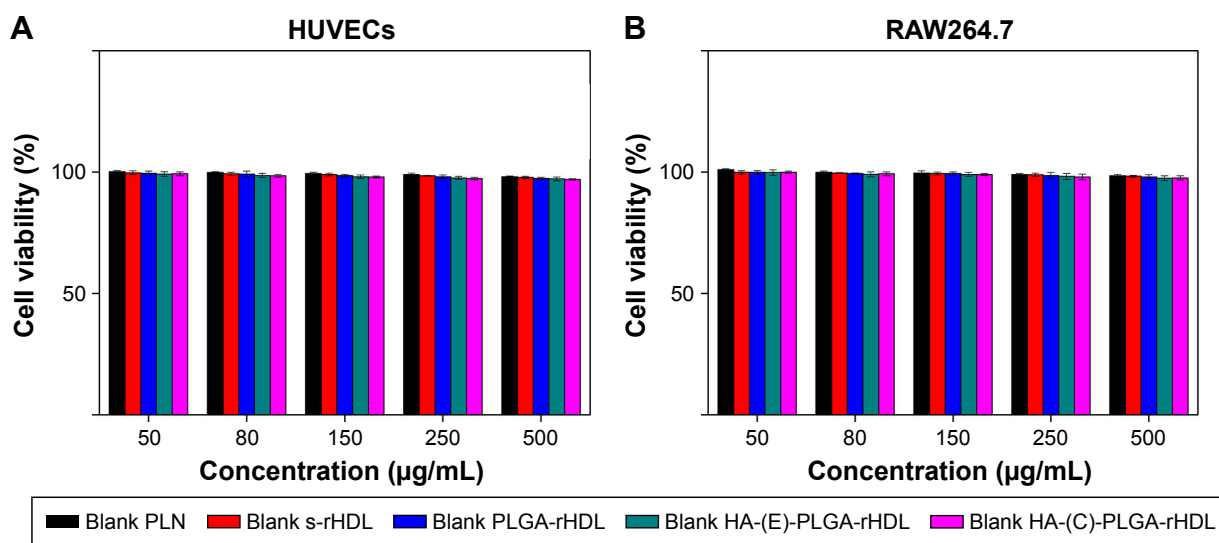 A
HUVECs
Cell viability (%)
100
50
50 80 150 250 500
Concentration (µg/mL)
B
RAW264.7
Cell viability (%)
100
50
50 80 150 250 500
Concentration (µg/mL)
Blank PLN Blank s-rHDL Blank PLGA-rHDL Blank HA-(E)-PLGA-rHDL Blank HA-(C)-PLGA-rHDL